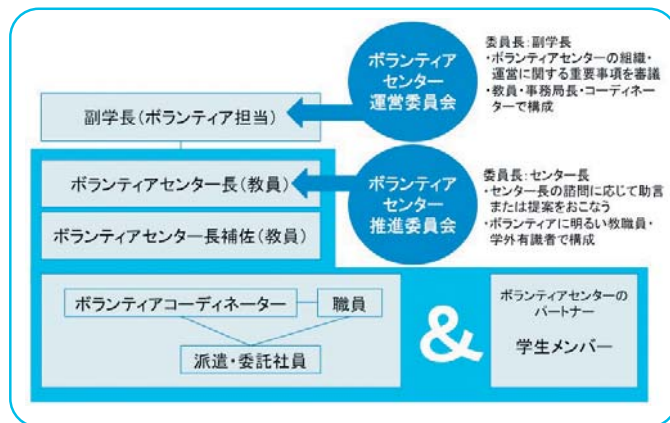 ボランティア
センター
運営委員会
委員長:副学長
・ボランティアセンターの組織・
運営に関する重要事項を審議
・教員・事務局長・コーディネー
ターで構成
副学長(ボランティア担当)
ボランティアセンター長(教員)
ボランティア
センター
推進委員会
委員長:センター長
・センター長の諮問に応じて助言
または提案をおこなう
・ボランティアに明るい教職員・
学外有識者で構成
ボランティアセンター長補佐(教員)
ボランティアコーディネーター
職員
派遣・委託社員
&
ボランティアセンターの
パートナー
学生メンバー